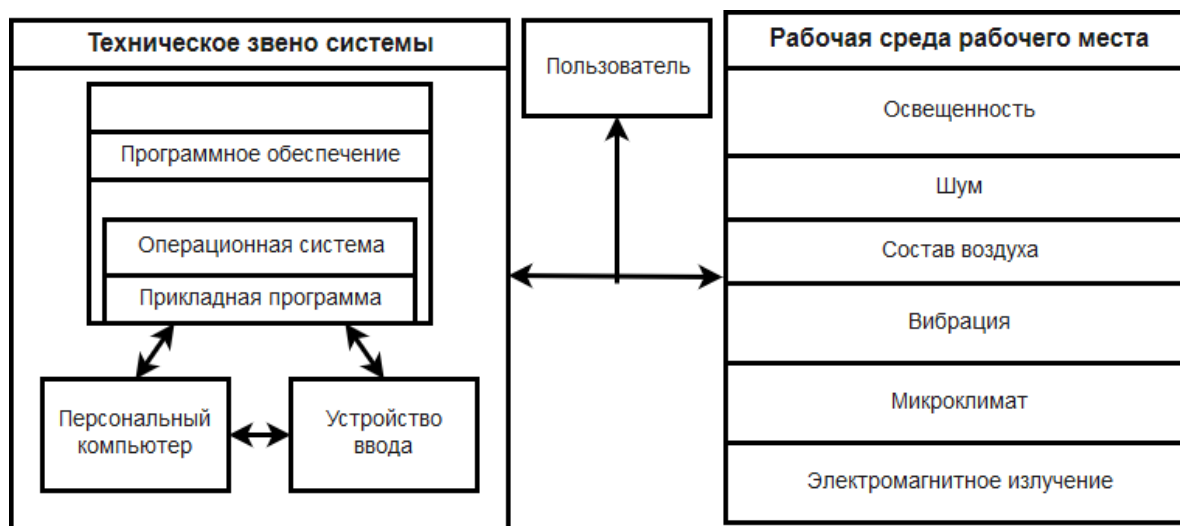 Техническое звено системы
Программное обеспечение
Операционная система
Прикладная программа
Персональный
компьютер
Устройство
ввода
Пользователь
Рабочая среда рабочего места
Освещенность
Шум
Состав воздуха
Вибрация
Микроклимат
Электромагнитное излучение